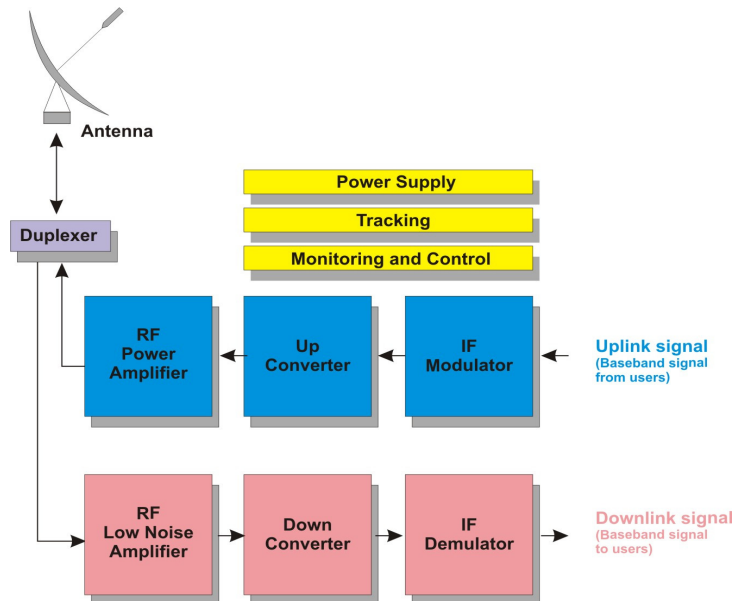 Antenna
Power Supply
Tracking
Duplexer
Monitoring and Control
RF
Power
Amplifier
Up
Converter
IF
Modulator
Uplink signal
(Baseband signal
from users)
RF
Low Noise
Amplifier
Down
Converter
IF
Demulator
Downlink signal
(Baseband signal
to users)